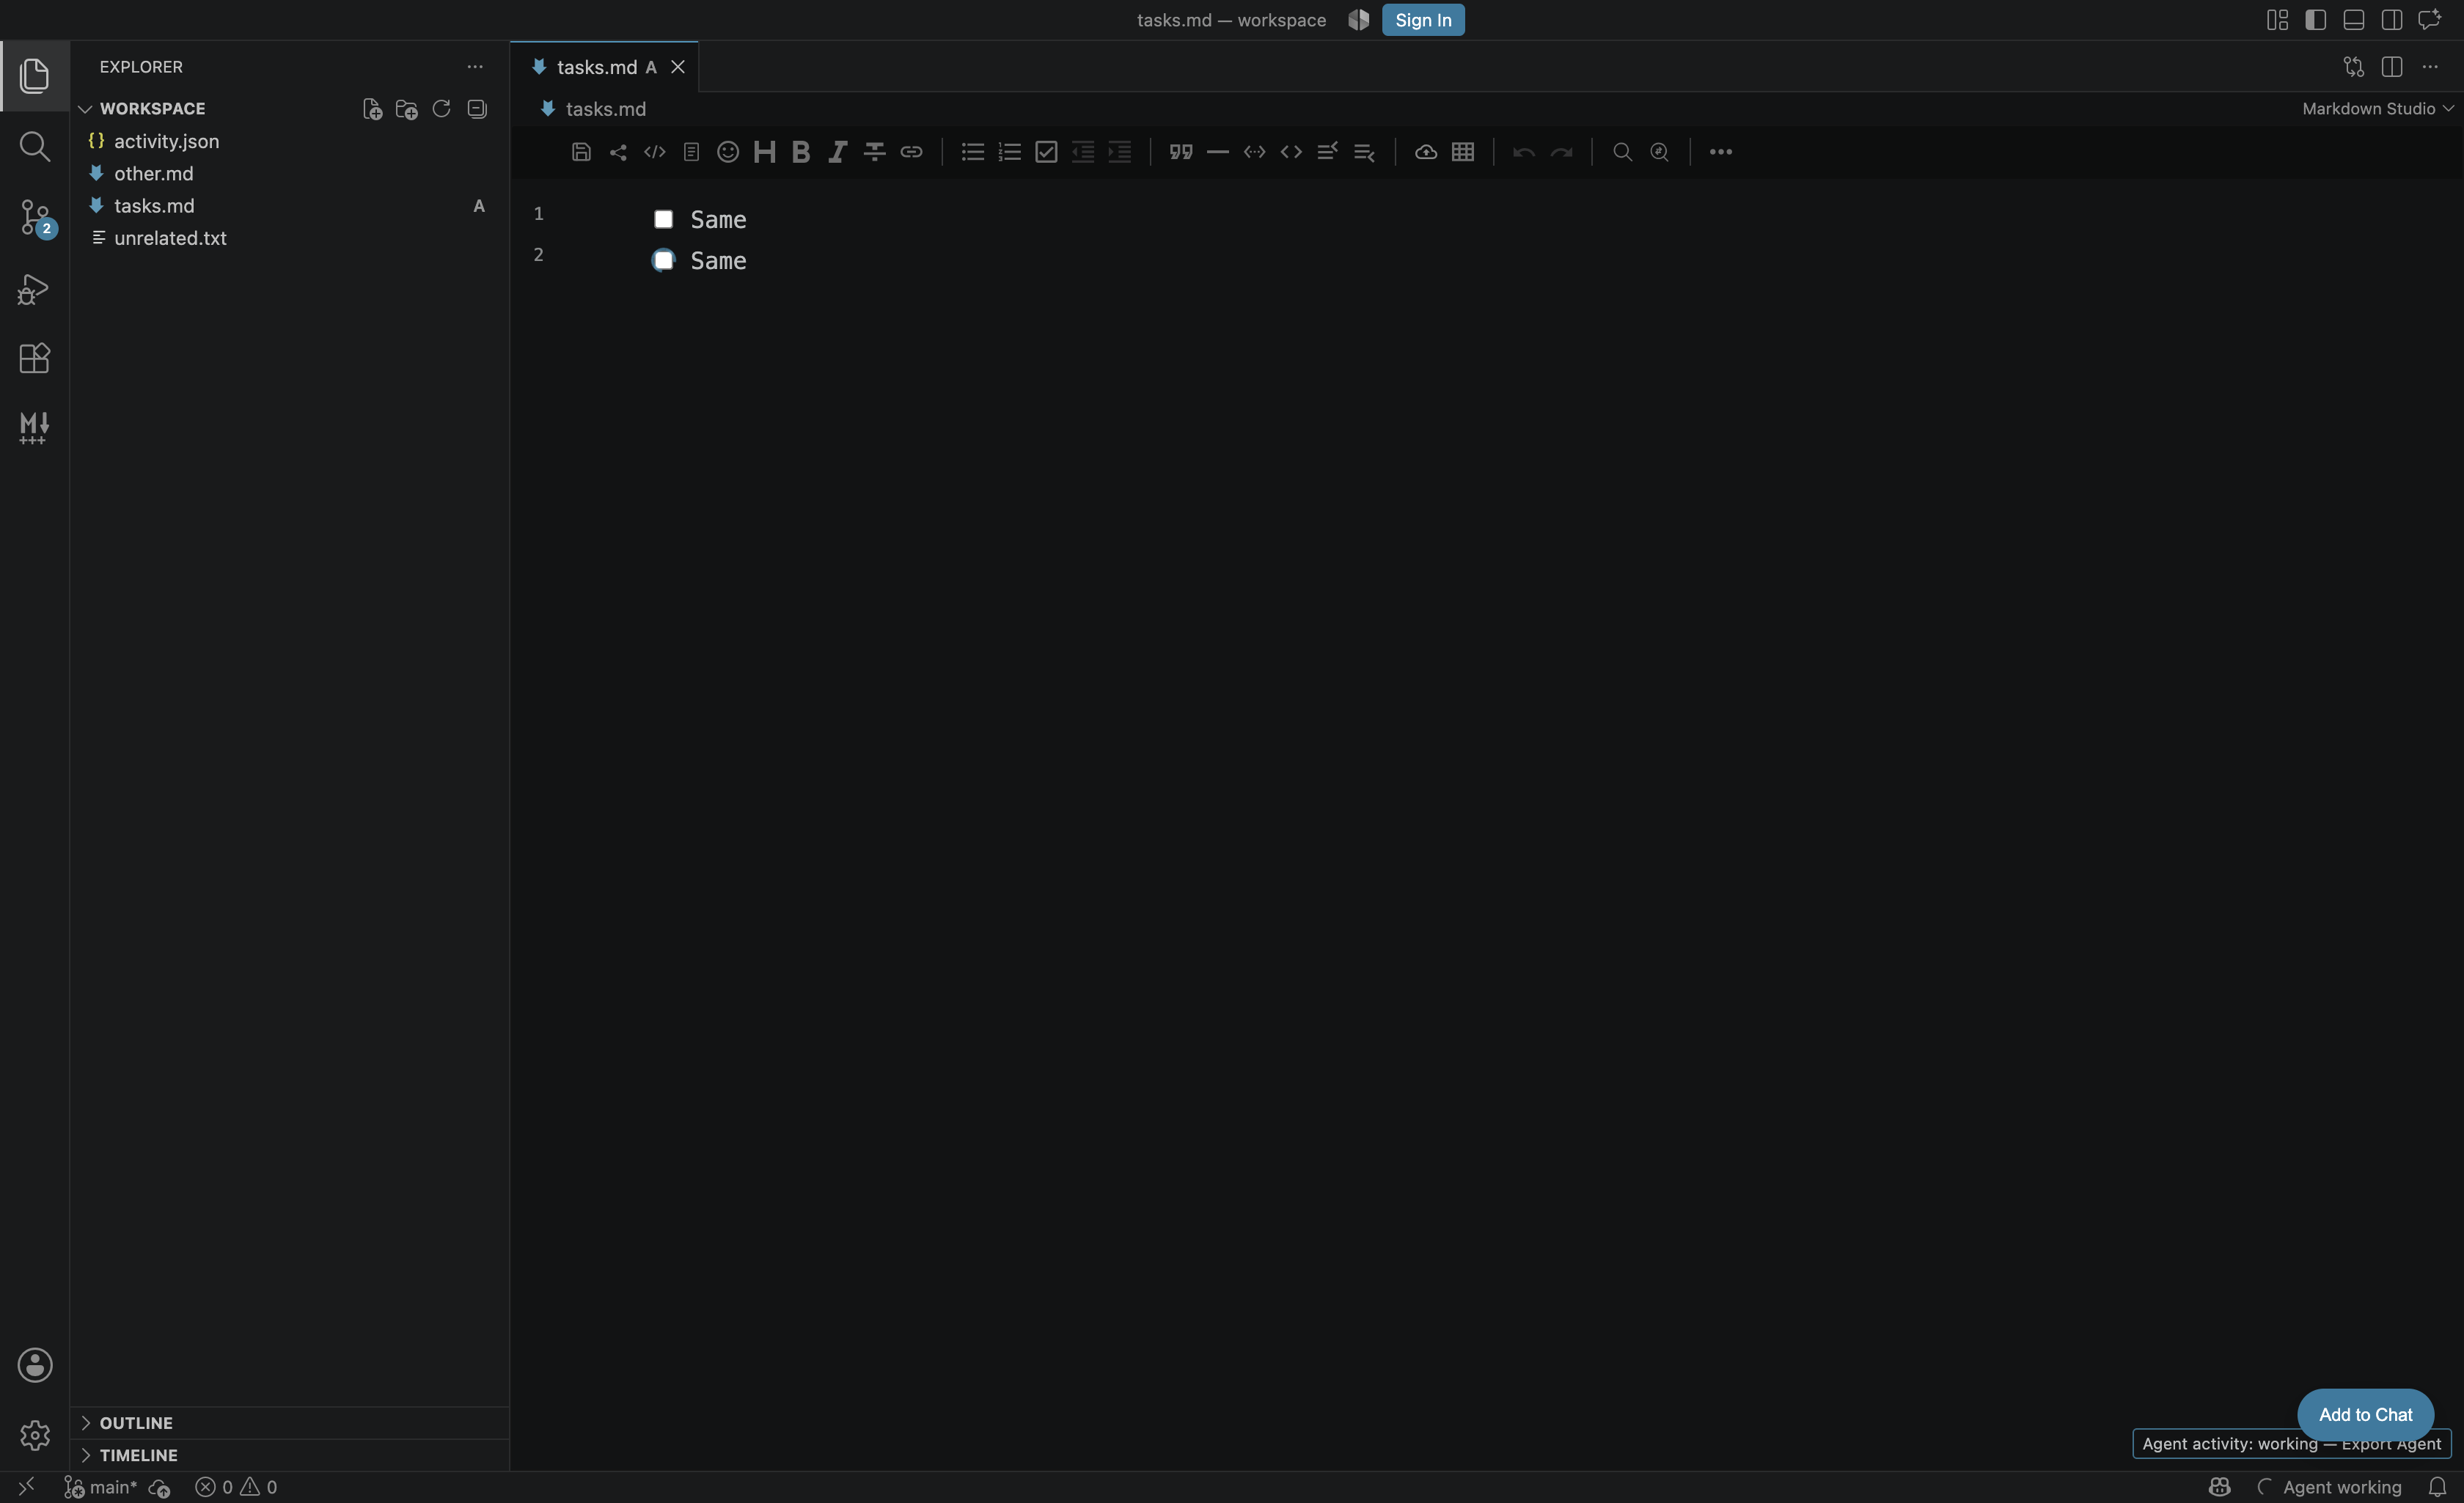 tasks.md — workspace
Sign In
EXPLORER
tasks.md A
WORKSPACE
tasks.md
Markdown Studio
activity.json
other.md
tasks.md A
unrelated.txt
2
1 Same
2 Same
OUTLINE
TIMELINE
Add to Chat
Agent activity: working — Export Agent
main*
0
0
Agent working